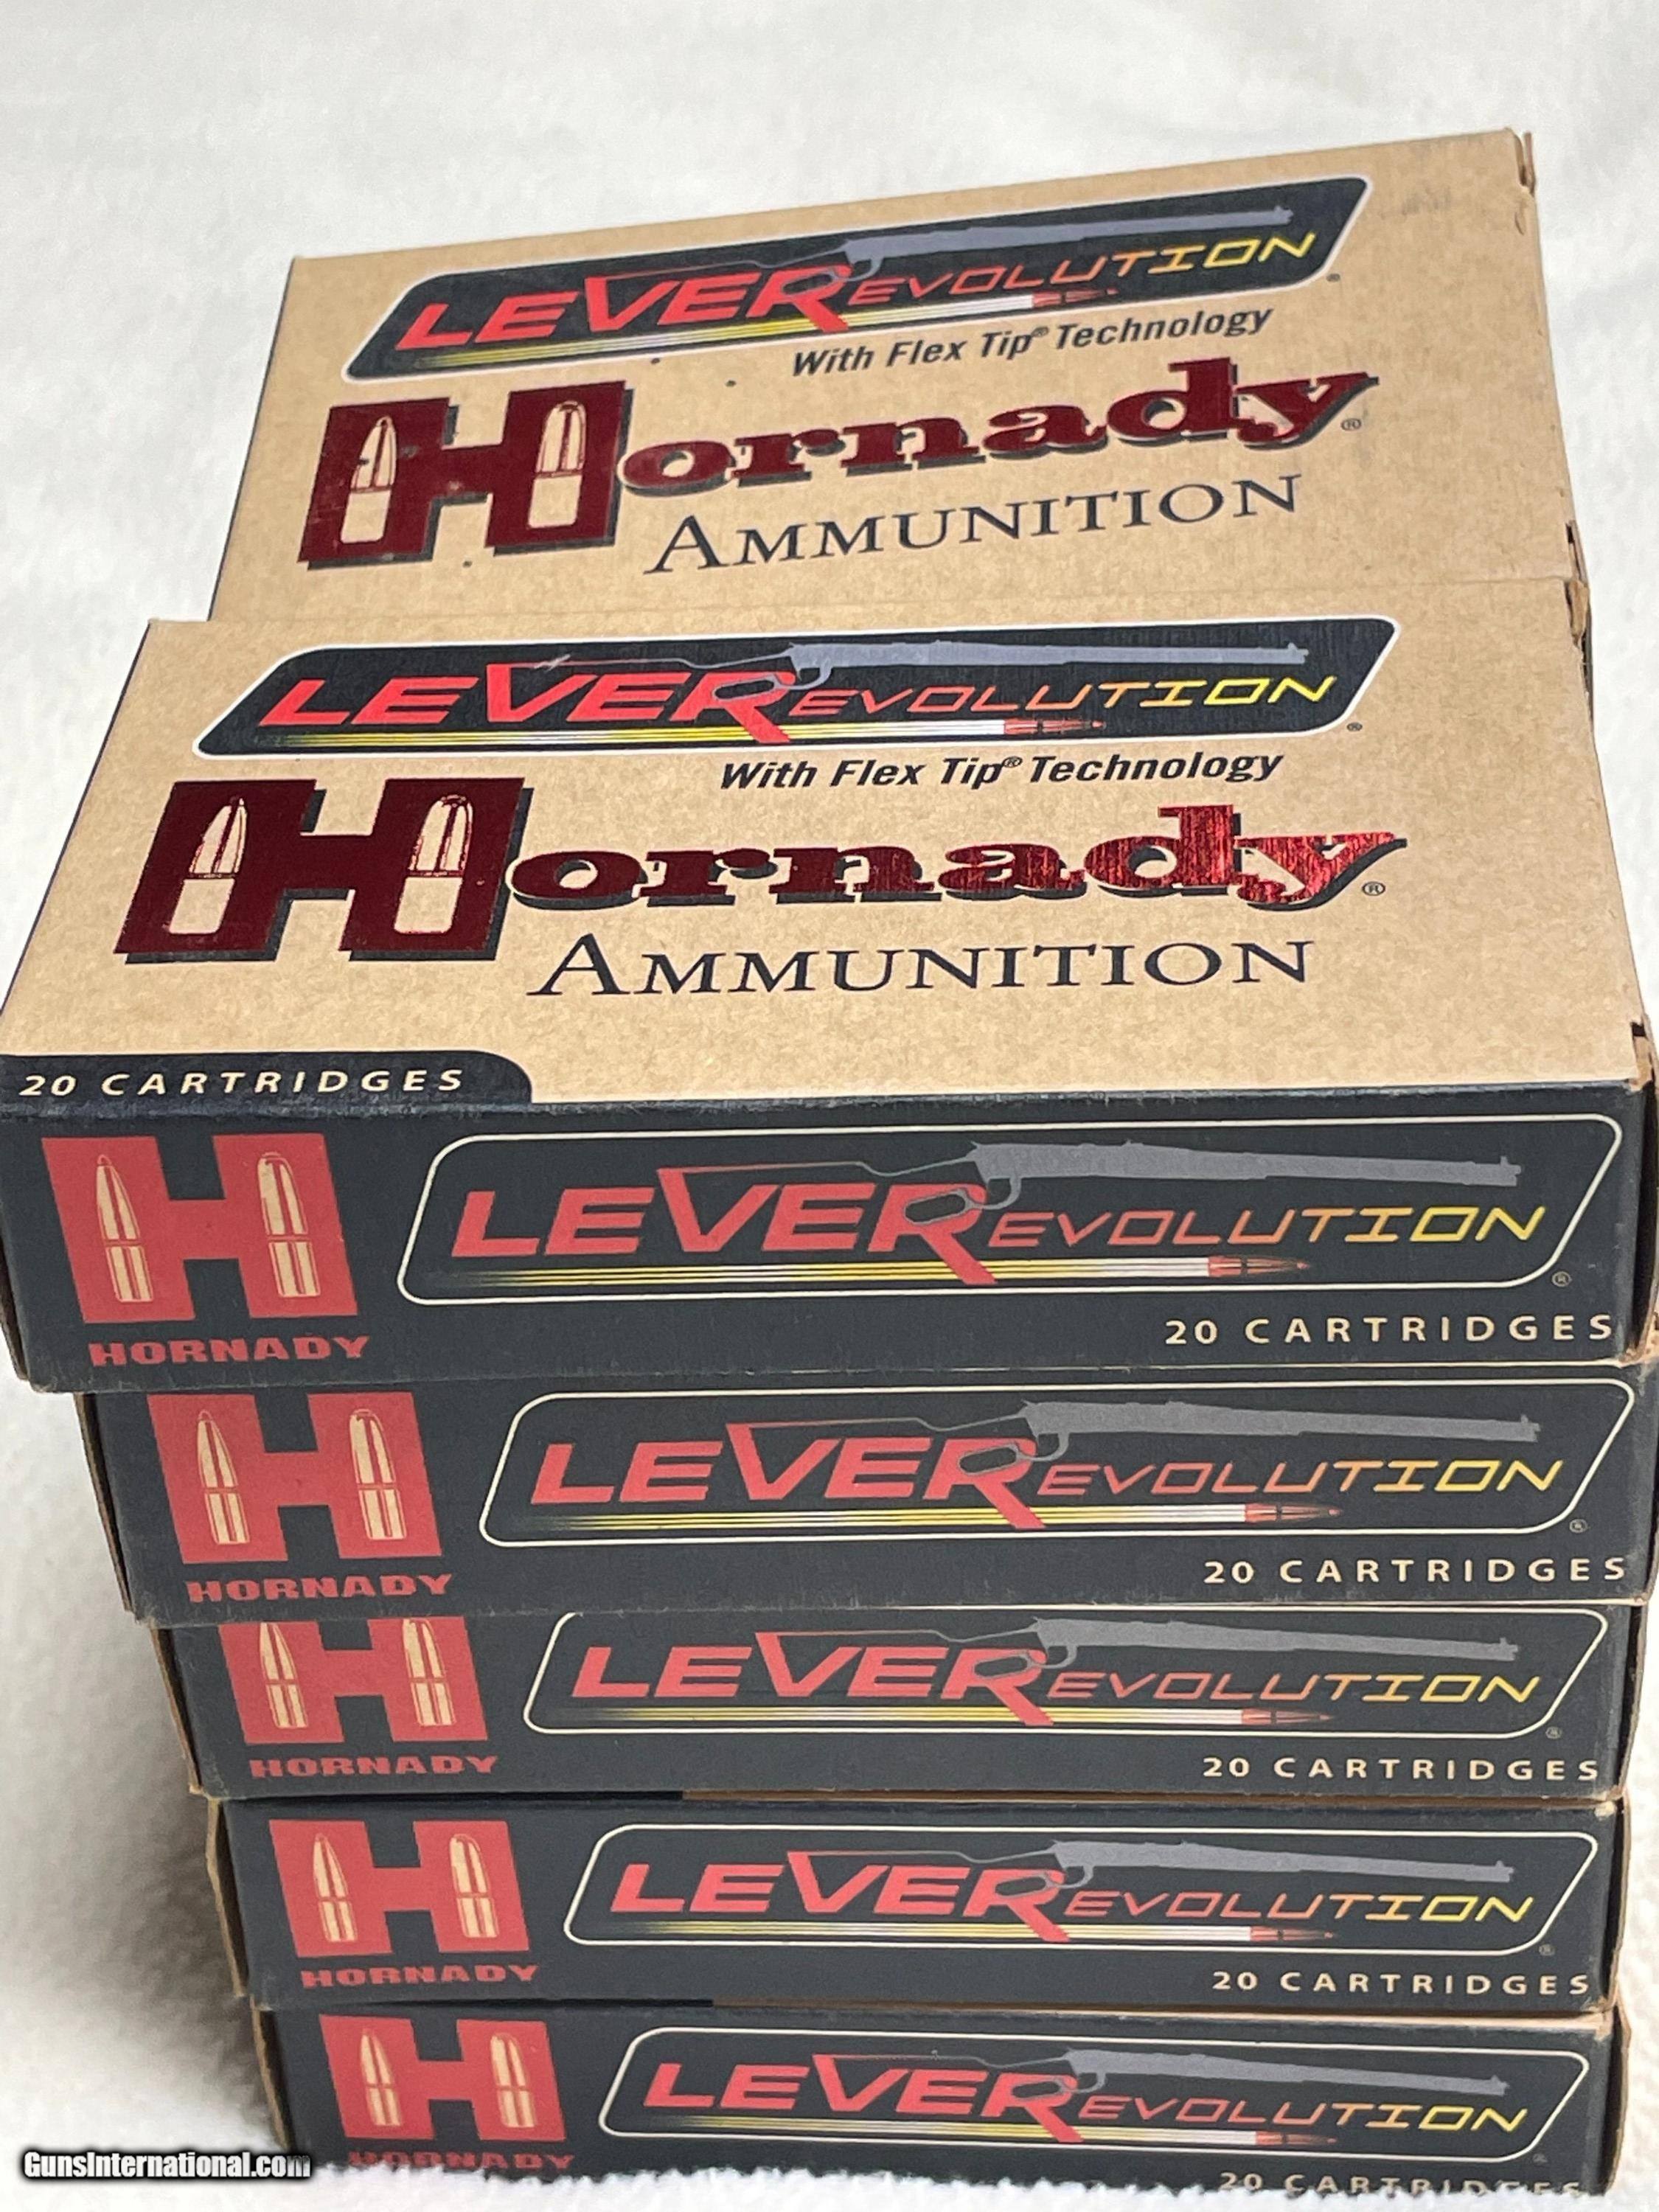 LEVEREVOLUTION®
With Flex Tip® Technology
Hornady®
AMMUNITION
LEVEREVOLUTION®
With Flex Tip® Technology
Hornady®
AMMUNITION
20 CARTRIDGES
H LEVEREVOLUTION®
HORNADY
20 CARTRIDGES
H LEVEREVOLUTION®
HORNADY
20 CARTRIDGES
H LEVEREVOLUTION®
HORNADY
20 CARTRIDGES
H LEVEREVOLUTION®
HORNADY
20 CARTRIDGES
H LEVEREVOLUTION®
HORNADY
20 CARTRIDGES
GunsInternational.com